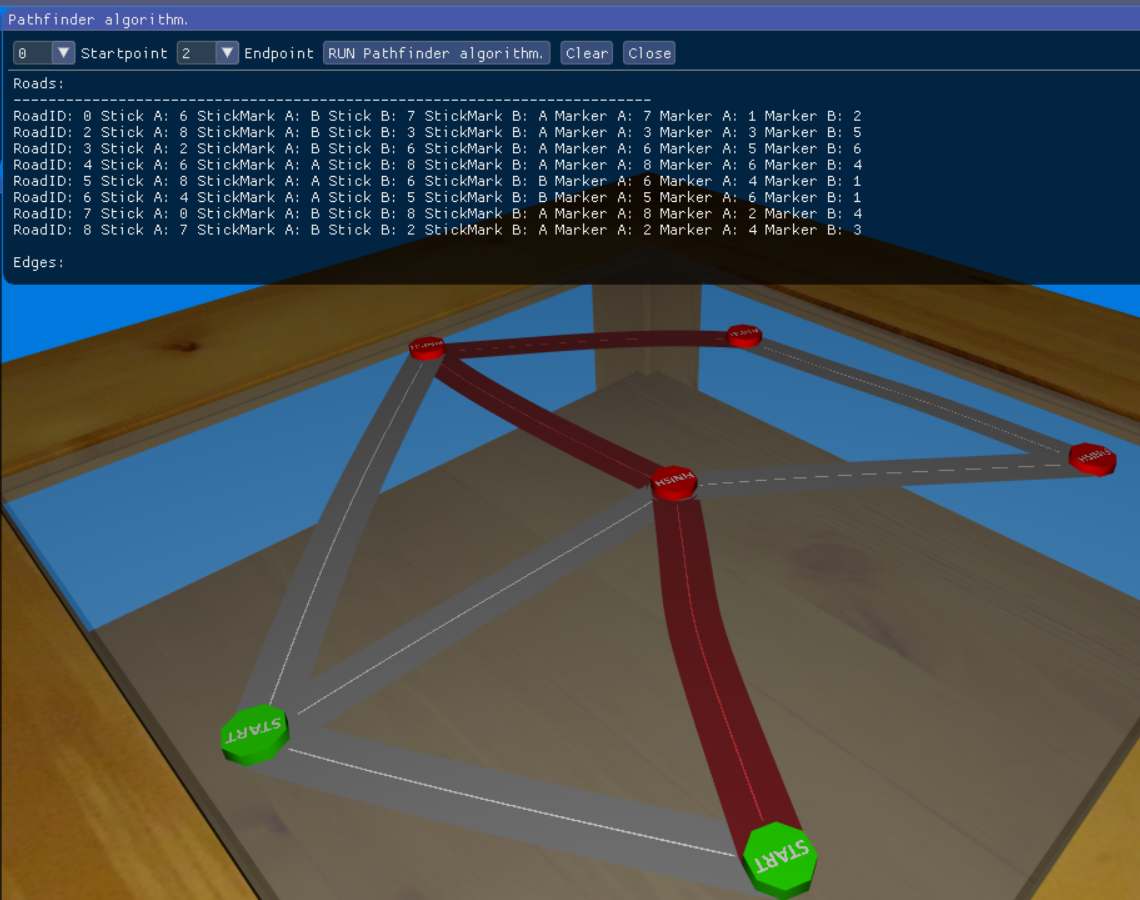 Pathfinder algorithm.
0 Startpoint 2 Endpoint RUN Pathfinder algorithm. Clear Close
Roads:
-------------------------------------------------------------------------
RoadID: 0 Stick A: 6 StickMark A: B Stick B: 7 StickMark B: A Marker A: 7 Marker A: 1 Marker B: 2
RoadID: 2 Stick A: 8 StickMark A: B Stick B: 3 StickMark B: A Marker A: 3 Marker A: 3 Marker B: 5
RoadID: 3 Stick A: 2 StickMark A: B Stick B: 6 StickMark B: A Marker A: 6 Marker A: 5 Marker B: 6
RoadID: 4 Stick A: 6 StickMark A: A Stick B: 8 StickMark B: A Marker A: 8 Marker A: 6 Marker B: 4
RoadID: 5 Stick A: 8 StickMark A: A Stick B: 6 StickMark B: B Marker A: 6 Marker A: 4 Marker B: 1
RoadID: 6 Stick A: 4 StickMark A: A Stick B: 5 StickMark B: B Marker A: 5 Marker A: 6 Marker B: 1
RoadID: 7 Stick A: 0 StickMark A: B Stick B: 8 StickMark B: A Marker A: 8 Marker A: 2 Marker B: 4
RoadID: 8 Stick A: 7 StickMark A: B Stick B: 2 StickMark B: A Marker A: 2 Marker A: 4 Marker B: 3
Edges:
FINISH
FINISH
START
START